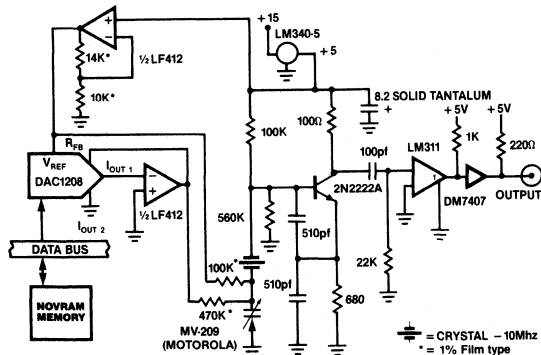 + 15
LM340-5
+ 5
14K*
½ LF412
10K*
8.2 SOLID TANTALUM
+ 5V
+5V
100K
100Ω
1K
220Ω
100pf
LM311
RFB
VREF
DAC1208
IOUT 1
½ LF412
2N2222A
1
DM7407
OUTPUT
IOUT 2
560K
510pf
22K
DATA BUS
100K*
510pf
680
NOVRAM
MEMORY
470K*
MV-209
(MOTOROLA)
= CRYSTAL – 10Mhz
* = 1% Film type